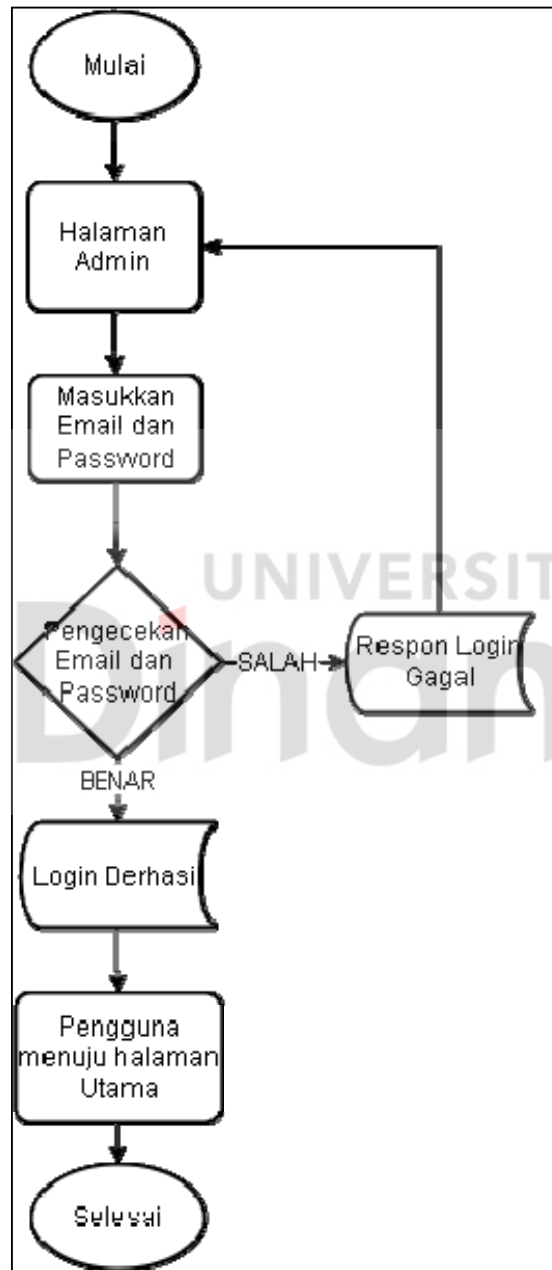 Mulai
Halaman
Admin
Masukkan
Email dan
Password
UNIVERSIT
Dinam
Pengecekan
Email dan
Password
SALAH
Respon Login
Gagal
BENAR
Login Derhasi
Pengguna
menuju halaman
Utama
Selesai